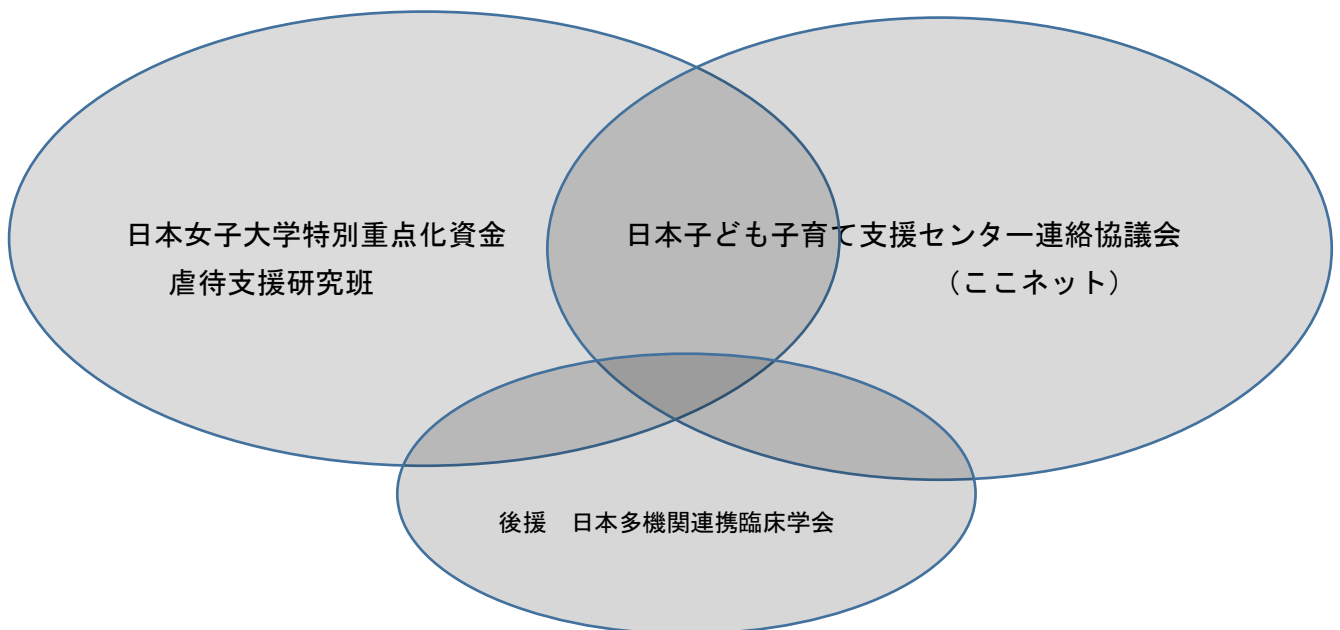 日本女子大学特別重点化資金
虐待支援研究班
日本子ども子育て支援センター連絡協議会
（ここネット）
後援　日本多機関連携臨床学会